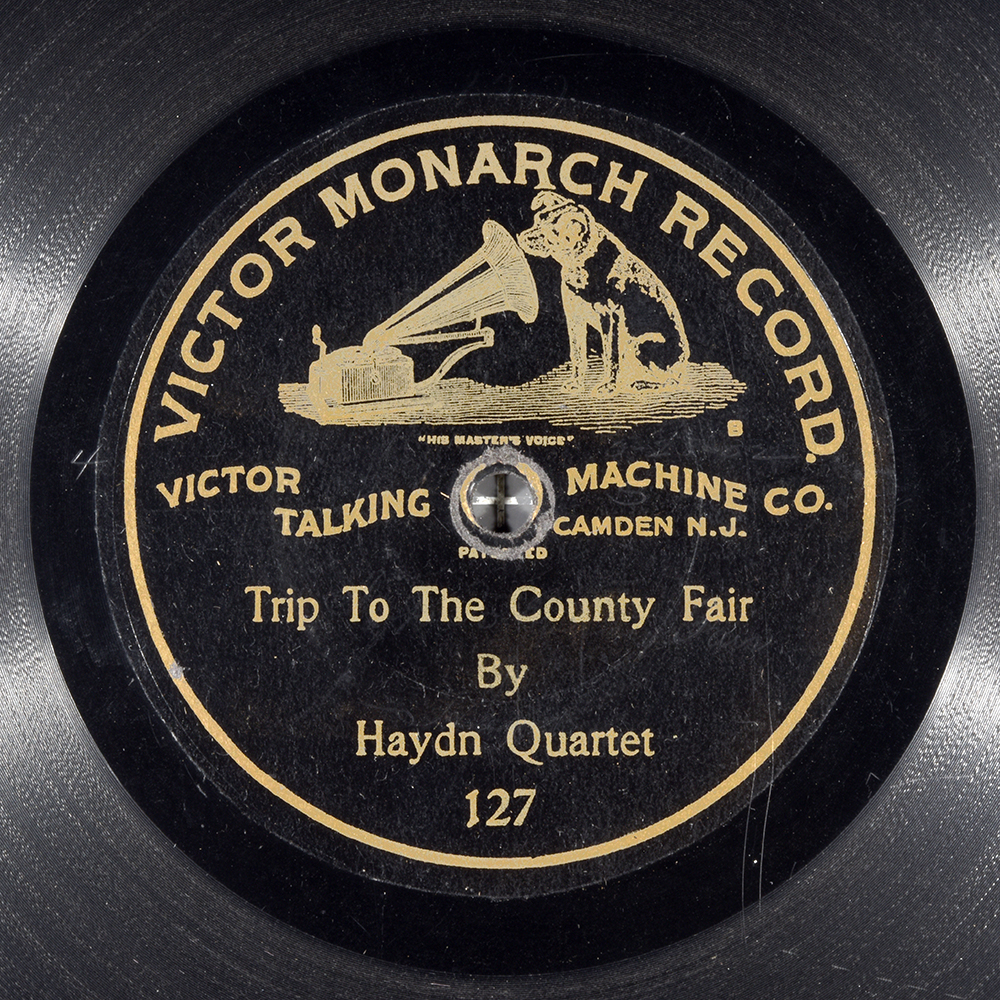 VICTOR MONARCH RECORD.
"HIS MASTER'S VOICE"
VICTOR TALKING MACHINE CO.
CAMDEN N.J.
Trip To The County Fair
By
Haydn Quartet
127